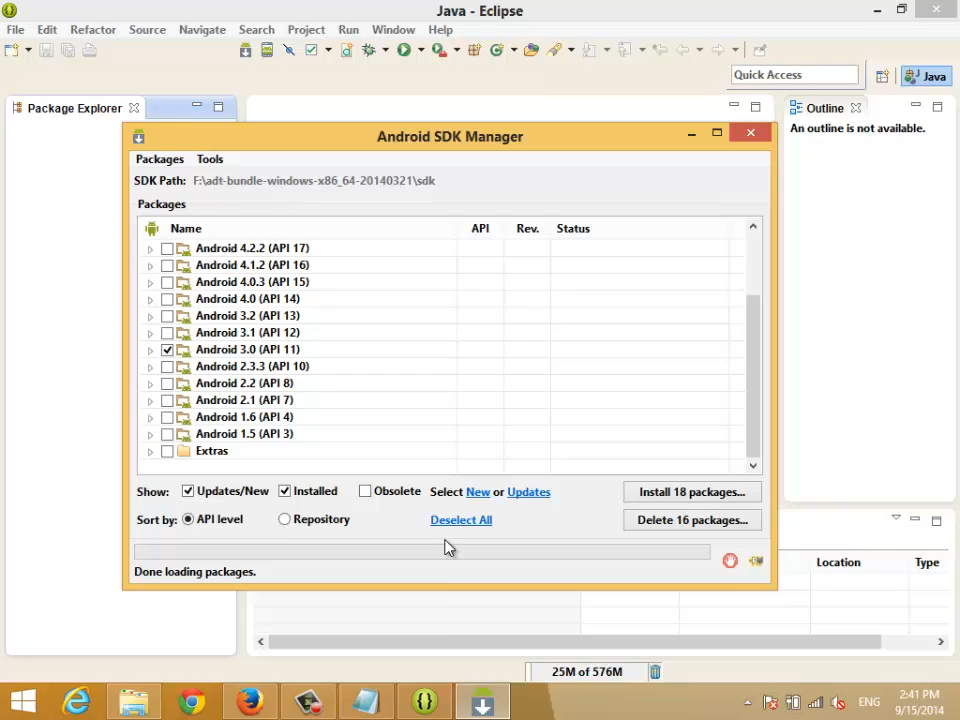 Java - Eclipse
File Edit Refactor Source Navigate Search Project Run Window Help
Quick Access
Java
Package Explorer
Outline
An outline is not available.
Android SDK Manager
Packages Tools
SDK Path: F:\adt-bundle-windows-x86_64-20140321\sdk
Packages
Name API Rev. Status
Android 4.2.2 (API 17)
Android 4.1.2 (API 16)
Android 4.0.3 (API 15)
Android 4.0 (API 14)
Android 3.2 (API 13)
Android 3.1 (API 12)
Android 3.0 (API 11)
Android 2.3.3 (API 10)
Android 2.2 (API 8)
Android 2.1 (API 7)
Android 1.6 (API 4)
Android 1.5 (API 3)
Extras
Show: Updates/New Installed Obsolete Select New or Updates Install 18 packages...
Sort by: API level Repository Deselect All Delete 16 packages...
Done loading packages.
Location Type
25M of 576M
ENG
2:41 PM
9/15/2014